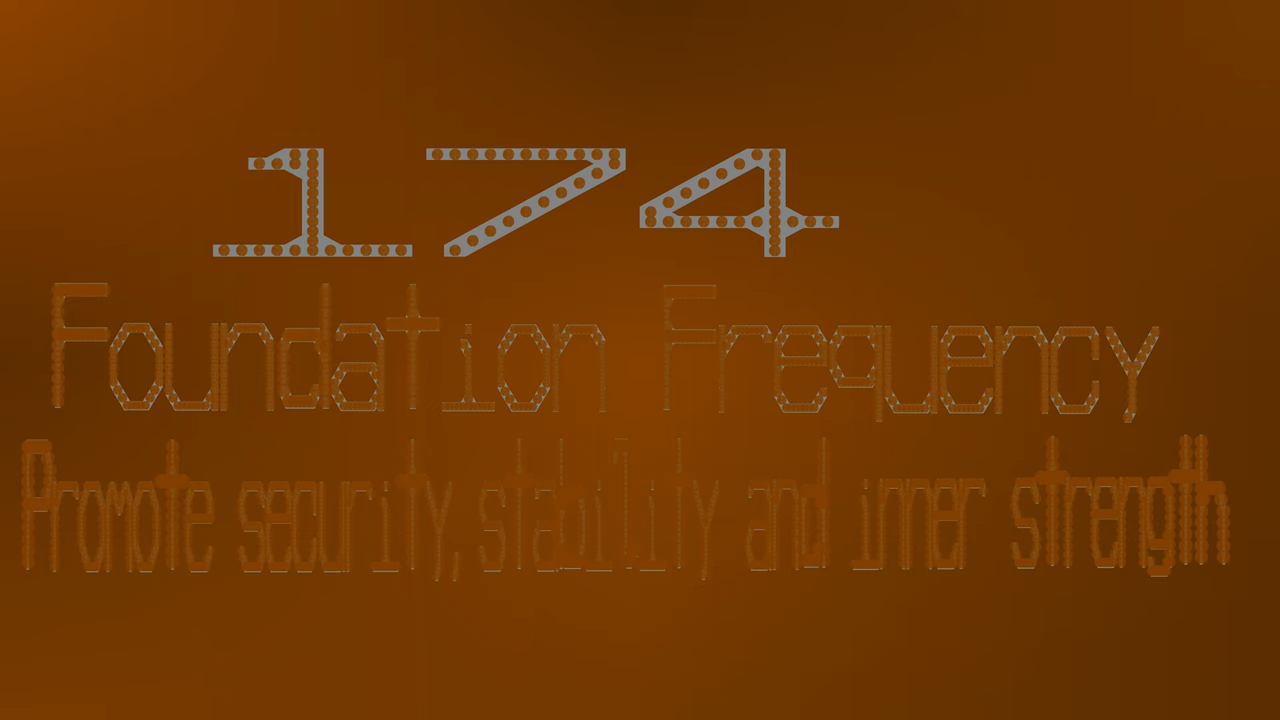 174
Foundation Frequency
Promote security, stability and inner strength